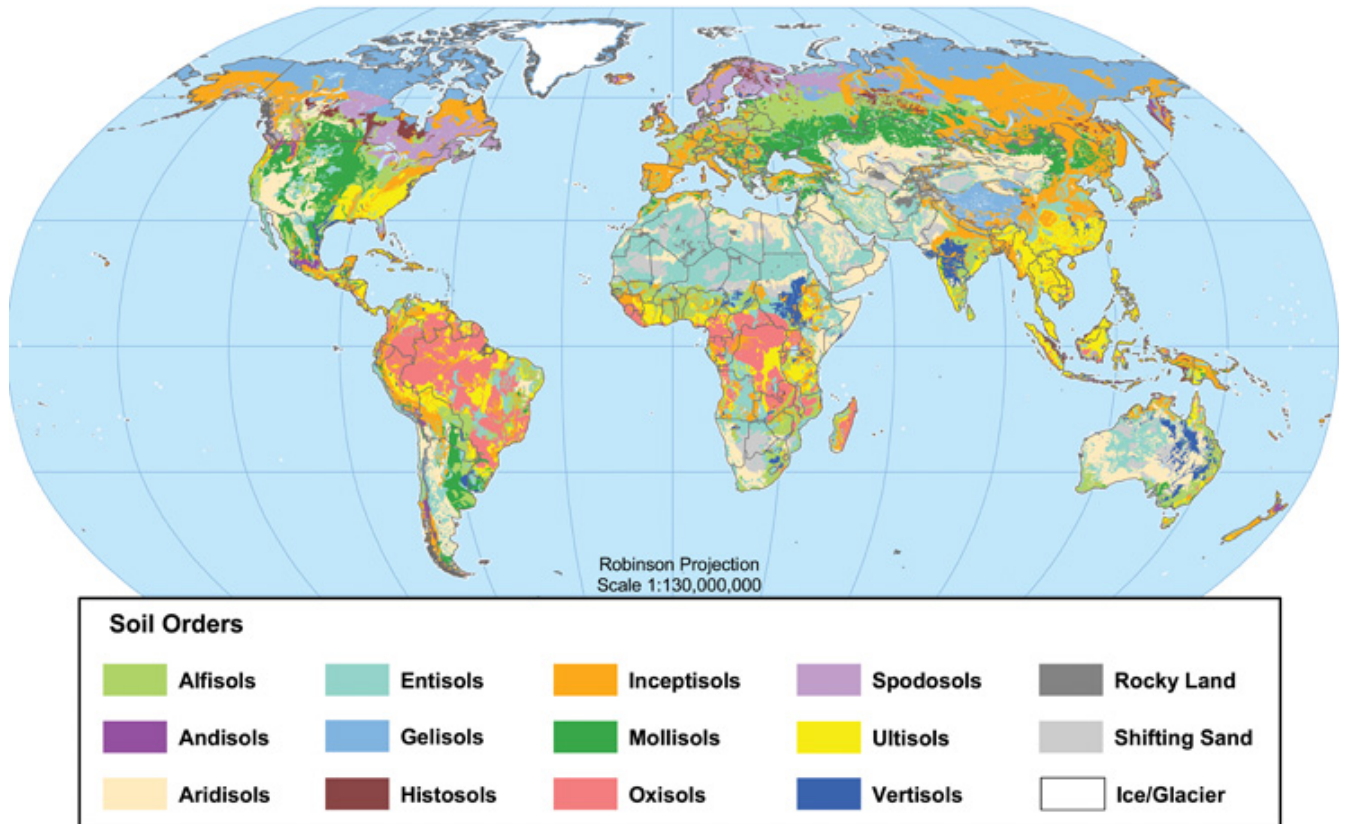 Robinson Projection
Scale 1:130,000,000
Soil Orders
Alfisols
Entisols
Inceptisols
Spodosols
Rocky Land
Andisols
Gelisols
Mollisols
Ultisols
Shifting Sand
Aridisols
Histosols
Oxisols
Vertisols
Ice/Glacier